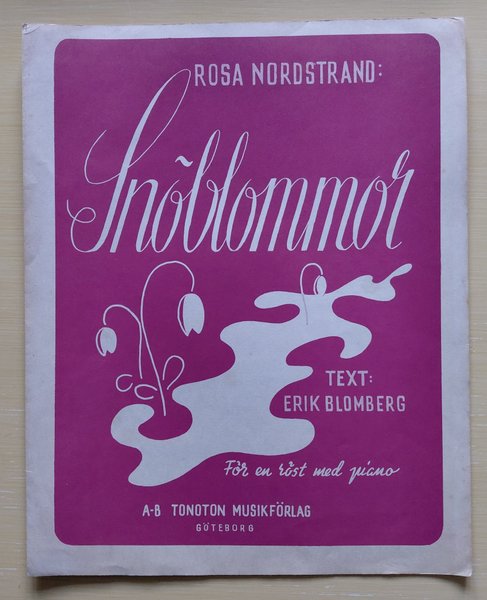 ROSA NORDSTRAND:
Snöblommor
TEXT:
ERIK BLOMBERG
För en röst med piano
A-B TONOTON MUSIKFÖRLAG
GÖTEBORG